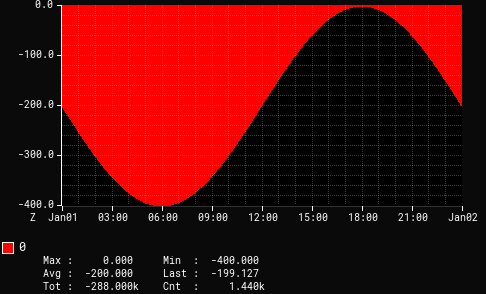 0.0
-100.0
-200.0
-300.0
-400.0
Z Jan01 03:00 06:00 09:00 12:00 15:00 18:00 21:00 Jan02
0
Max : 0.000 Min : -400.000
Avg : -200.000 Last : -199.127
Tot : -288.000k Cnt : 1.440k